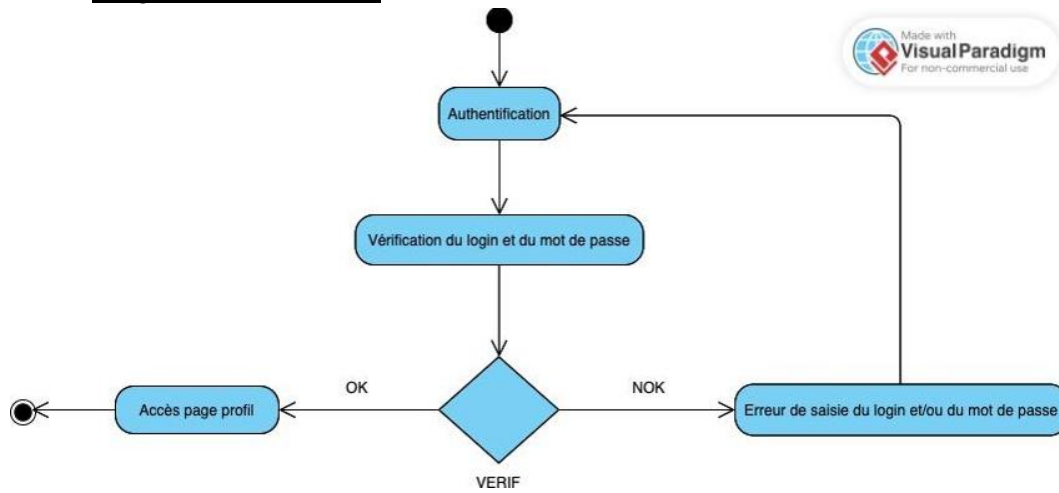 Made with
Visual Paradigm
For non-commercial use
Authentification
Vérification du login et du mot de passe
OK
NOK
Accès page profil
Erreur de saisie du login et/ou du mot de passe
VERIF